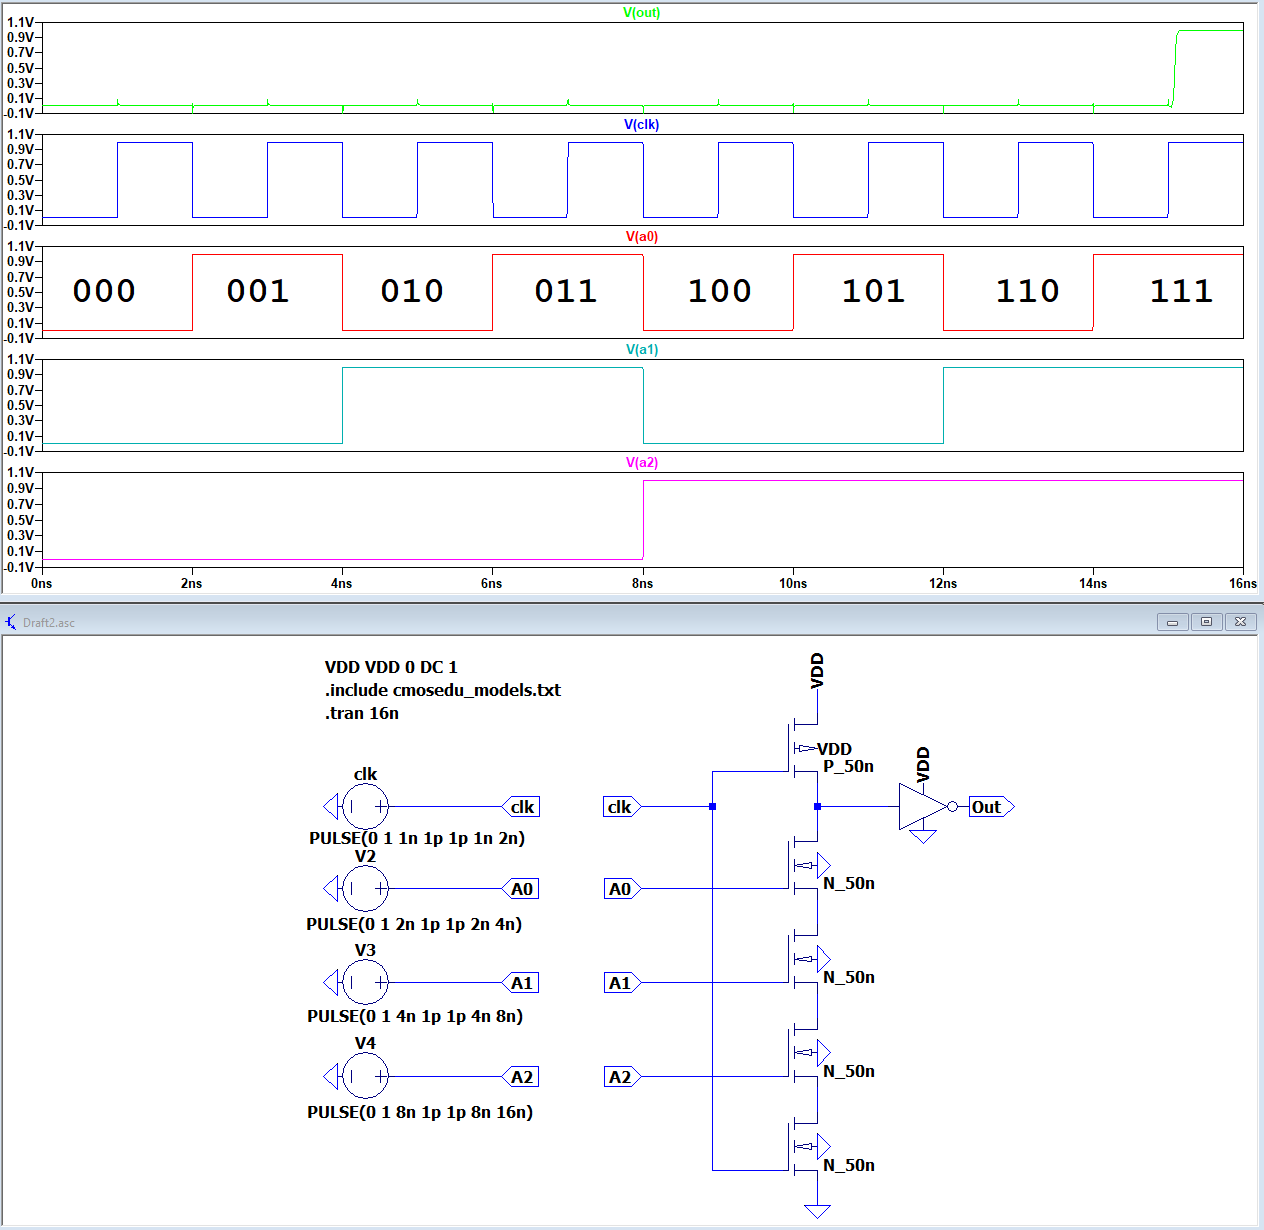 V(out)
1.1V
0.9V
0.7V
0.5V
0.3V
0.1V
-0.1V
V(clk)
1.1V
0.9V
0.7V
0.5V
0.3V
0.1V
-0.1V
V(a0)
1.1V
0.9V
0.7V
0.5V
0.3V
0.1V
-0.1V
000 001 010 011 100 101 110 111
V(a1)
1.1V
0.9V
0.7V
0.5V
0.3V
0.1V
-0.1V
V(a2)
1.1V
0.9V
0.7V
0.5V
0.3V
0.1V
-0.1V
0ns 2ns 4ns 6ns 8ns 10ns 12ns 14ns 16ns
Draft2.asc
VDD VDD 0 DC 1
.include cmosedu_models.txt
.tran 16n
clk
clk
PULSE(0 1 1n 1p 1p 1n 2n)
V2
A0
PULSE(0 1 2n 1p 1p 2n 4n)
V3
A1
PULSE(0 1 4n 1p 1p 4n 8n)
V4
A2
PULSE(0 1 8n 1p 1p 8n 16n)
VDD
VDD
P_50n
VDD
clk
Out
N_50n
A0
N_50n
A1
N_50n
A2
N_50n